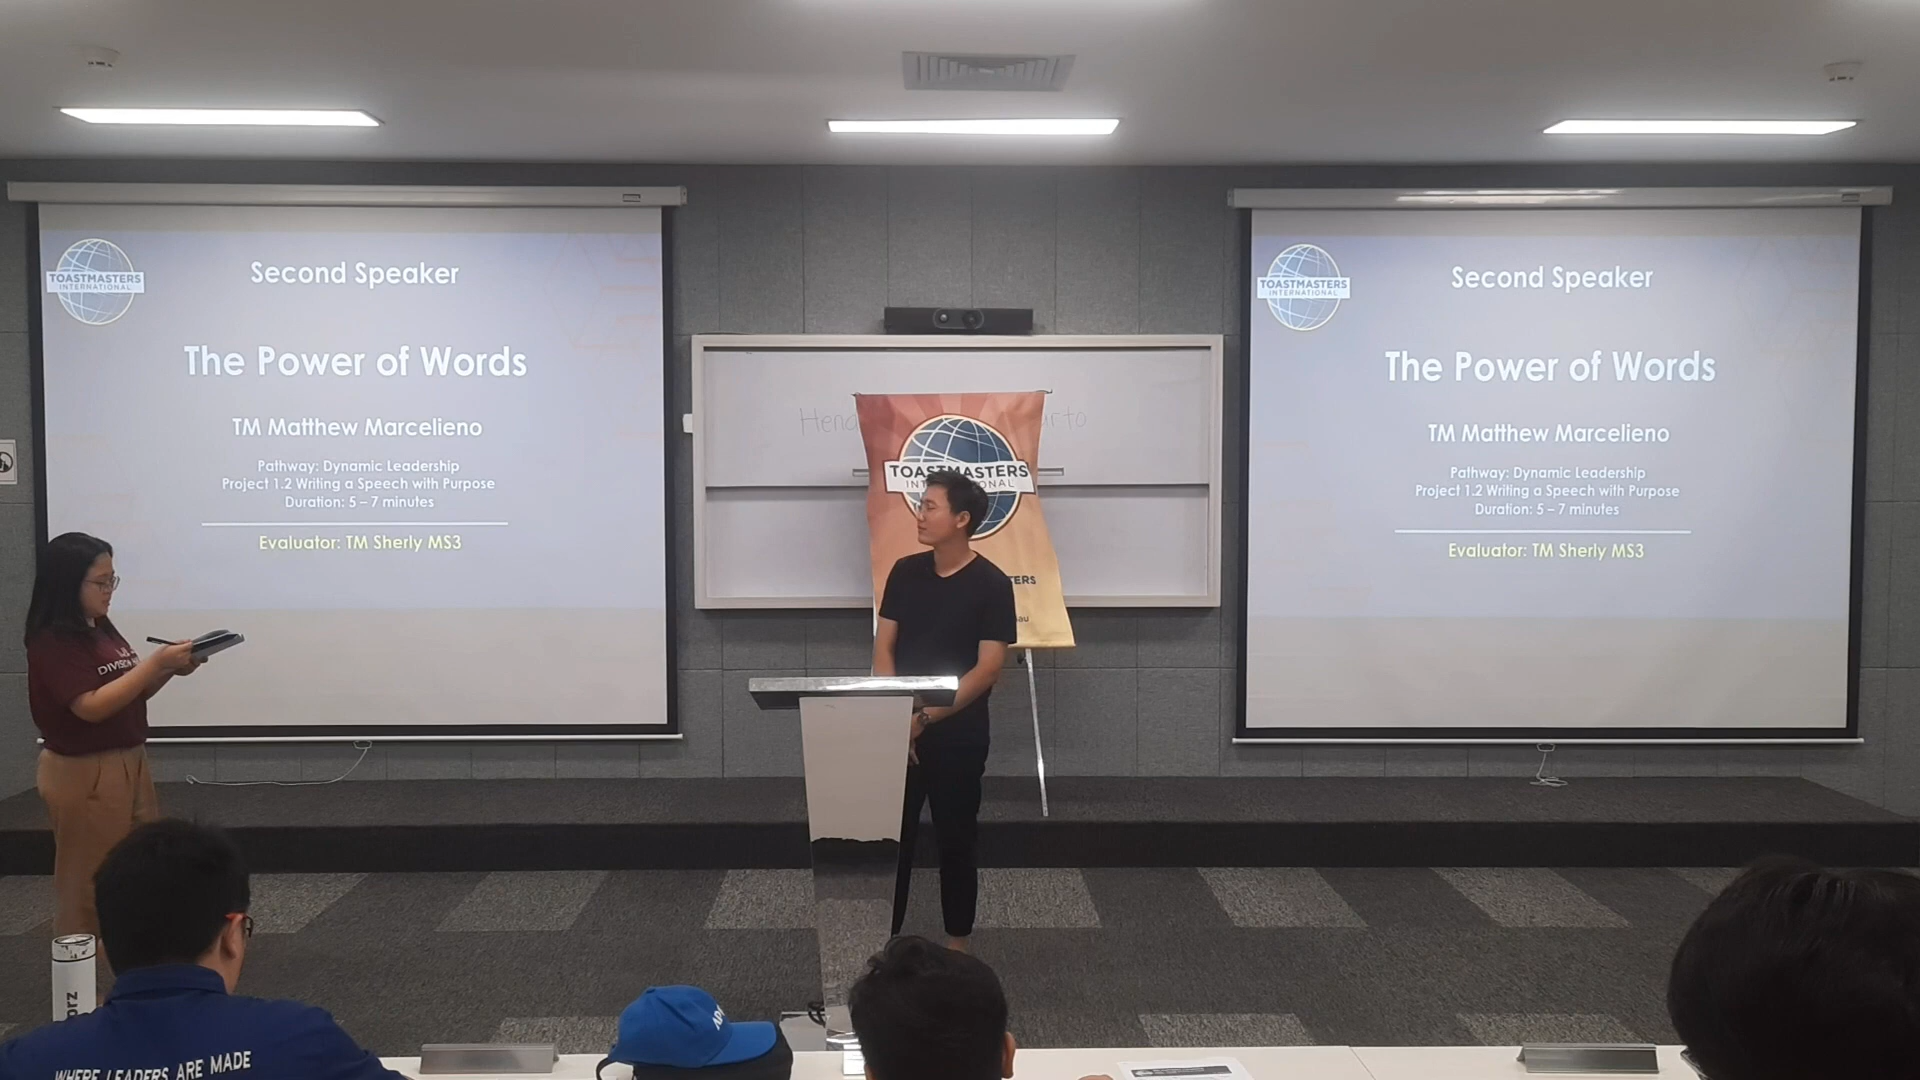 TOASTMASTERS
INTERNATIONAL
Second Speaker
The Power of Words
TM Matthew Marcelieno
Pathway: Dynamic Leadership
Project 1.2 Writing a Speech with Purpose
Duration: 5 – 7 minutes
Evaluator: TM Sherly MS3
TOASTMASTERS
TOASTMASTERS
INTERNATIONAL
Second Speaker
The Power of Words
TM Matthew Marcelieno
Pathway: Dynamic Leadership
Project 1.2 Writing a Speech with Purpose
Duration: 5 – 7 minutes
Evaluator: TM Sherly MS3
DIVISION
WHERE LEADERS ARE MADE